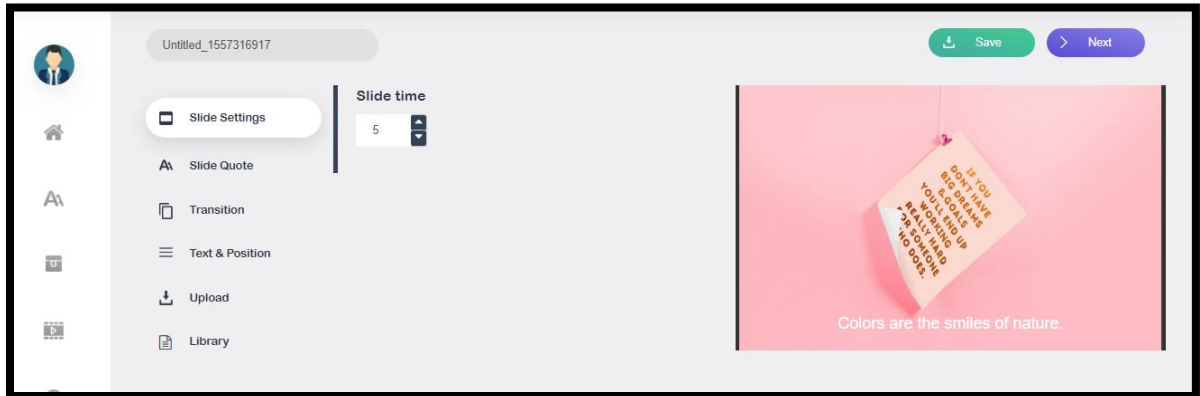 Untitled_1557316917
Save
Next
Slide Settings
Slide Quote
Transition
Text & Position
Upload
Library
Slide time
5
IF YOU
DON'T HAVE
BIG DREAMS
& GOALS
YOU'LL END UP
WORKING
REALLY HARD
FOR SOMEONE
WHO DOES.
Colors are the smiles of nature.